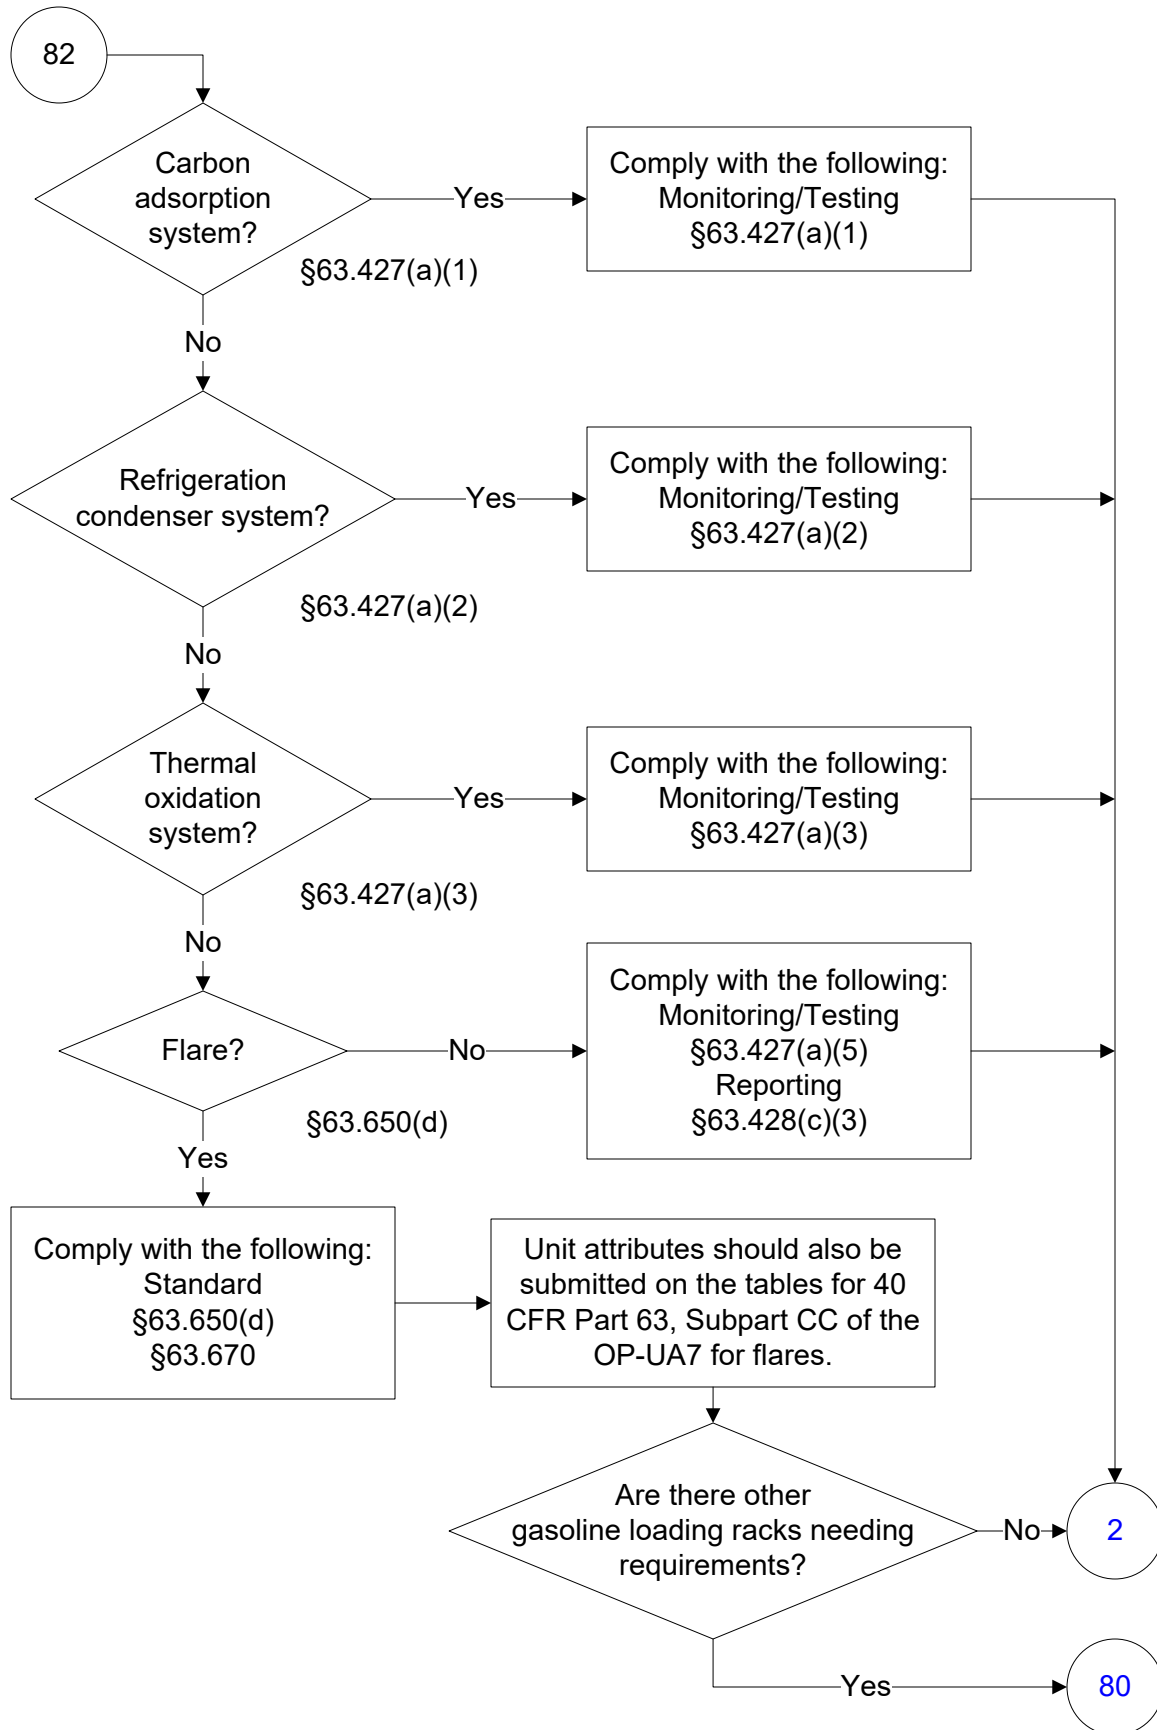 82
Carbon
adsorption
system?
Yes
Comply with the following:
Monitoring/Testing
§63.427(a)(1)
§63.427(a)(1)
No
Refrigeration
condenser system?
Yes
Comply with the following:
Monitoring/Testing
§63.427(a)(2)
§63.427(a)(2)
No
Thermal
oxidation
system?
Yes
Comply with the following:
Monitoring/Testing
§63.427(a)(3)
§63.427(a)(3)
No
Flare?
No
Comply with the following:
Monitoring/Testing
§63.427(a)(5)
Reporting
§63.428(c)(3)
§63.650(d)
Yes
Comply with the following:
Standard
§63.650(d)
§63.670
Unit attributes should also be
submitted on the tables for 40
CFR Part 63, Subpart CC of the
OP-UA7 for flares.
Are there other
gasoline loading racks needing
requirements?
No
2
Yes
80